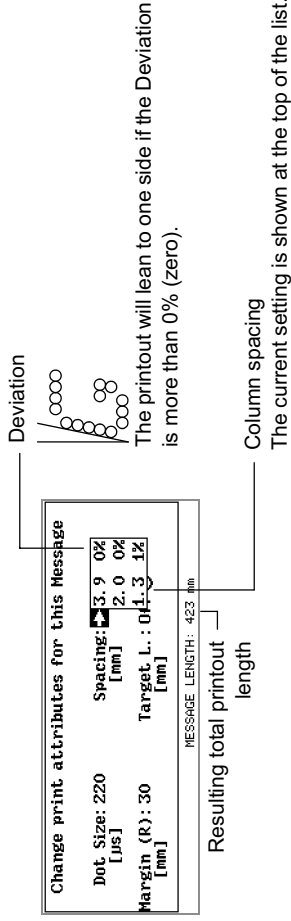 Deviation
Change print attributes for this Message
Dot Size: 220
[µs]
Spacing:
[mm]
3.9 0%
2.0 0%
1.3 1%
Margin (R): 30
[mm]
Target L.:
[mm]
MESSAGE LENGTH: 423 mm
The printout will lean to one side if the Deviation
is more than 0% (zero).
Resulting total printout
length
Column spacing
The current setting is shown at the top of the list.